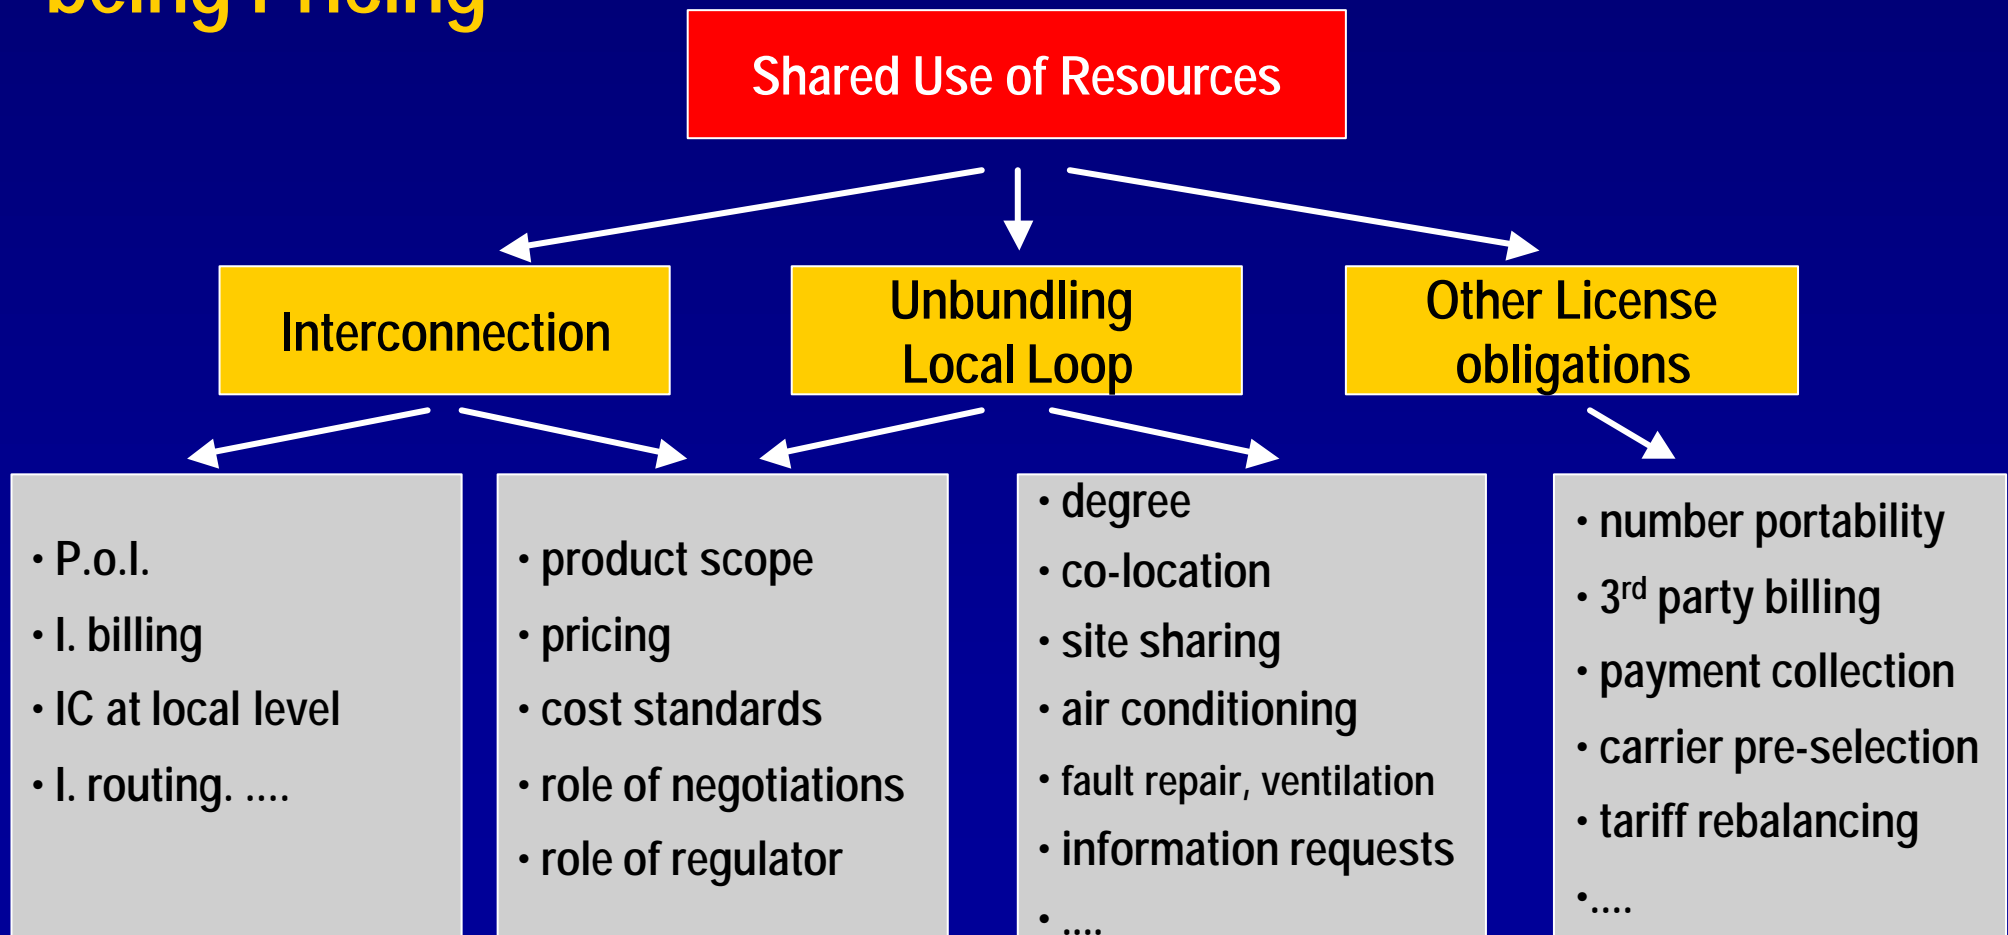 being Pricing
Shared Use of Resources
Interconnection
Unbundling
Local Loop
Other License
obligations
• P.o.I.
• I. billing
• IC at local level
• I. routing. ....
• product scope
• pricing
• cost standards
• role of negotiations
• role of regulator
• degree
• co-location
• site sharing
• air conditioning
• fault repair, ventilation
• information requests
• ....
• number portability
• 3rd party billing
• payment collection
• carrier pre-selection
• tariff rebalancing
•....